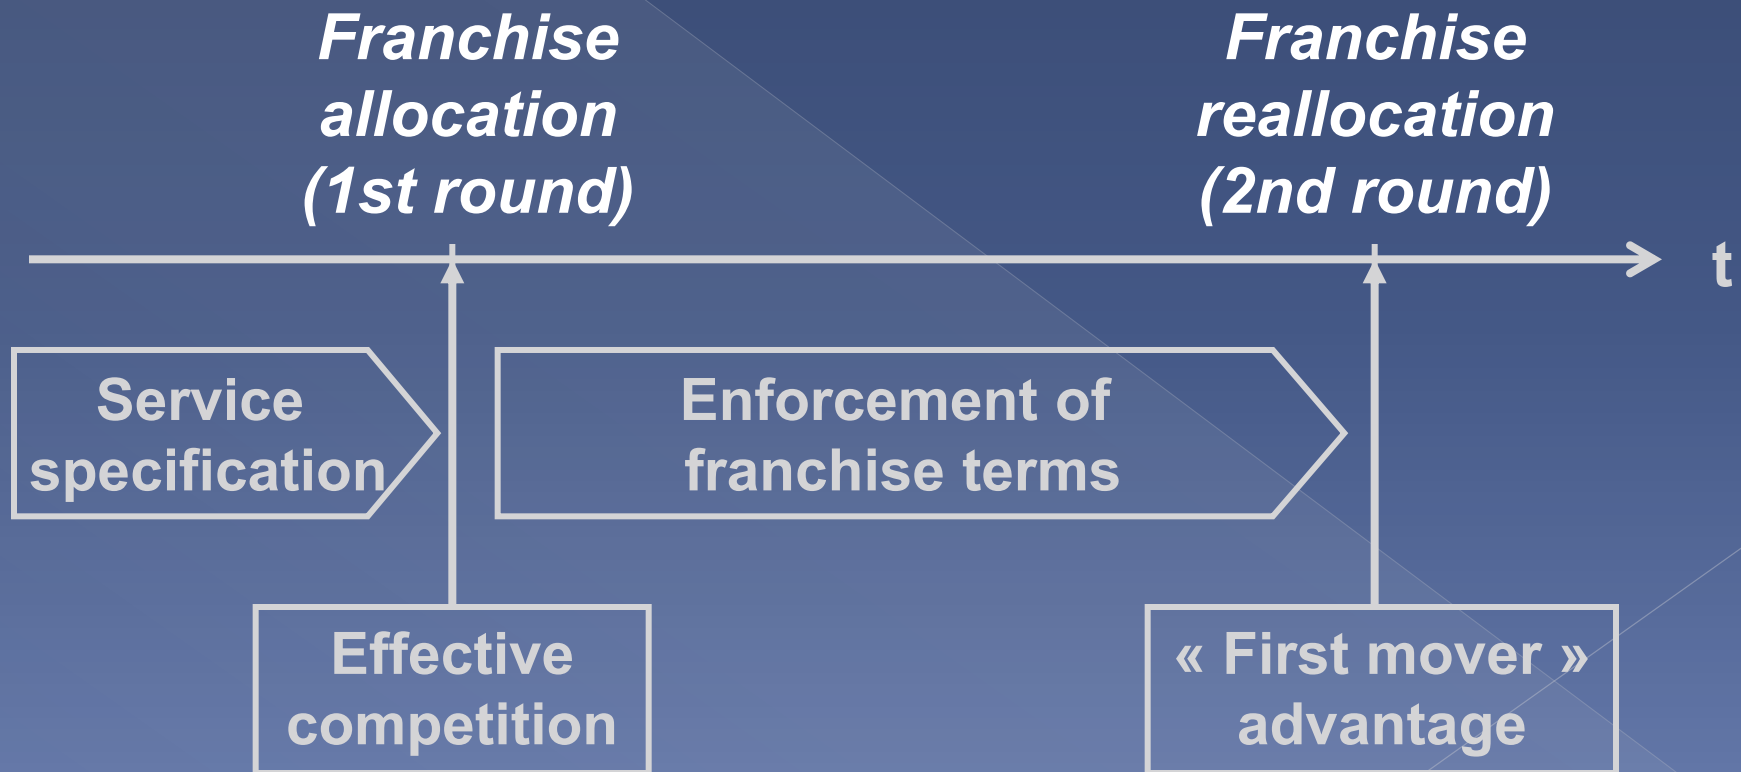 Franchise
allocation
(1st round)
Franchise
reallocation
(2nd round)
t
Service
specification
Enforcement of
franchise terms
Effective
competition
« First mover »
advantage